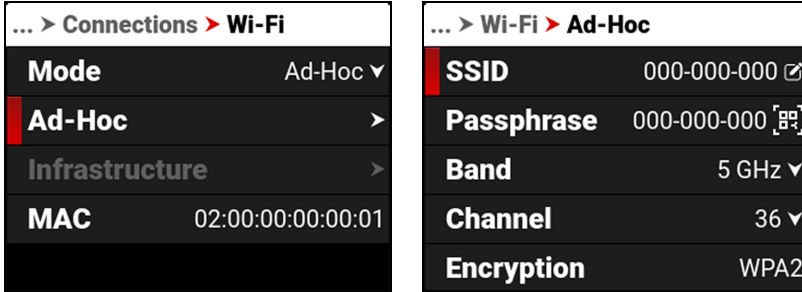 ... > Connections > Wi-Fi
Mode Ad-Hoc
Ad-Hoc
Infrastructure
MAC 02:00:00:00:00:01
... > Wi-Fi > Ad-Hoc
SSID 000-000-000
Passphrase 000-000-000
Band 5 GHz
Channel 36
Encryption WPA2